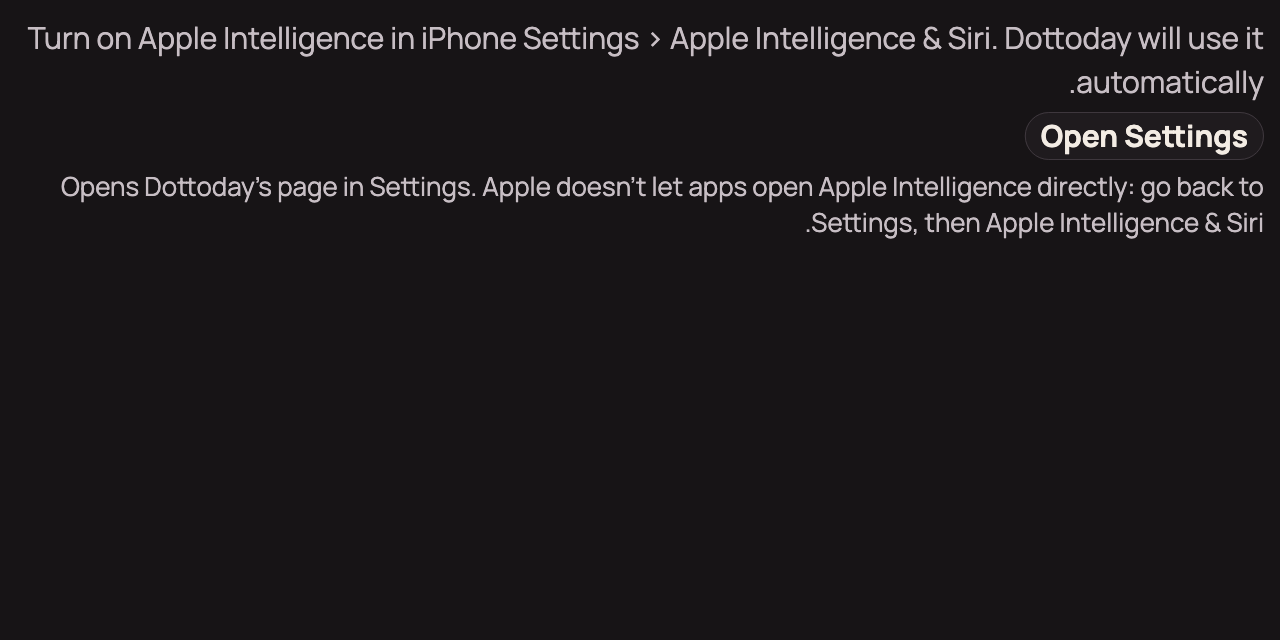 Turn on Apple Intelligence in iPhone Settings › Apple Intelligence & Siri. Dottoday will use it
.automatically
Open Settings
Opens Dottoday’s page in Settings. Apple doesn’t let apps open Apple Intelligence directly: go back to
.Settings, then Apple Intelligence & Siri